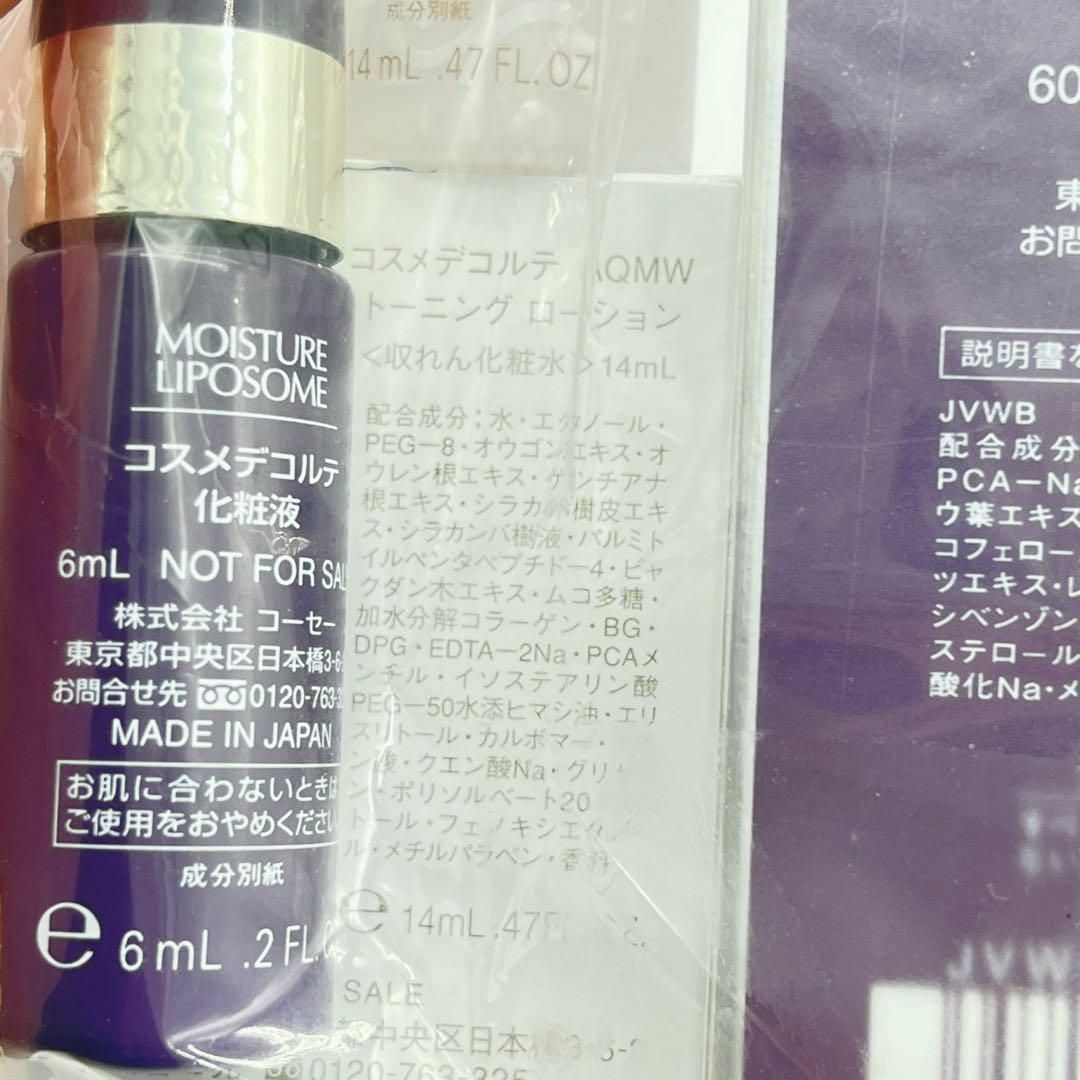 成分別紙
14mL .47 FL.OZ
MOISTURE
LIPOSOME
コスメデコルテ
化粧液
6mL NOT FOR
株式会社 コーセー
東京都中央区日本橋3-6-
お問合せ先 0120-763-
MADE IN JAPAN
お肌に合わないときは
ご使用をおやめください
成分別紙
e 6mL .2 FL.
コスメデコルテ AQMW
トーニング ローション
<収れん化粧水>14mL
配合成分;水・エタノール・
PEG-8・オウゴンエキス・オ
ウレン根エキス・ゲンチアナ
根エキス・シラカバ樹皮エキ
ス・シラカンバ樹液・パルミト
イルペンタペプチド-4・ビャ
クダン木エキス・ムコ多糖・
加水分解コラーゲン・BG・
DPG・EDTA-2Na・PCAメ
ンチル・イソステアリン酸
PEG-50水添ヒマシ油・エリ
スリトール・カルボマー・
ン酸・クエン酸Na・グリ
ン・ポリソルベート20
トール・フェノキシエタ
ル・メチルパラベン・香料
e 14mL .47
SALE
都中央区日本
0120-763-325
60
東
お問
説明書を
JVWB
配合成分
PCA-Na
ウ葉エキス
コフェロー
ツエキス・レ
シベンゾン
ステロール
酸化Na・メ
JVW